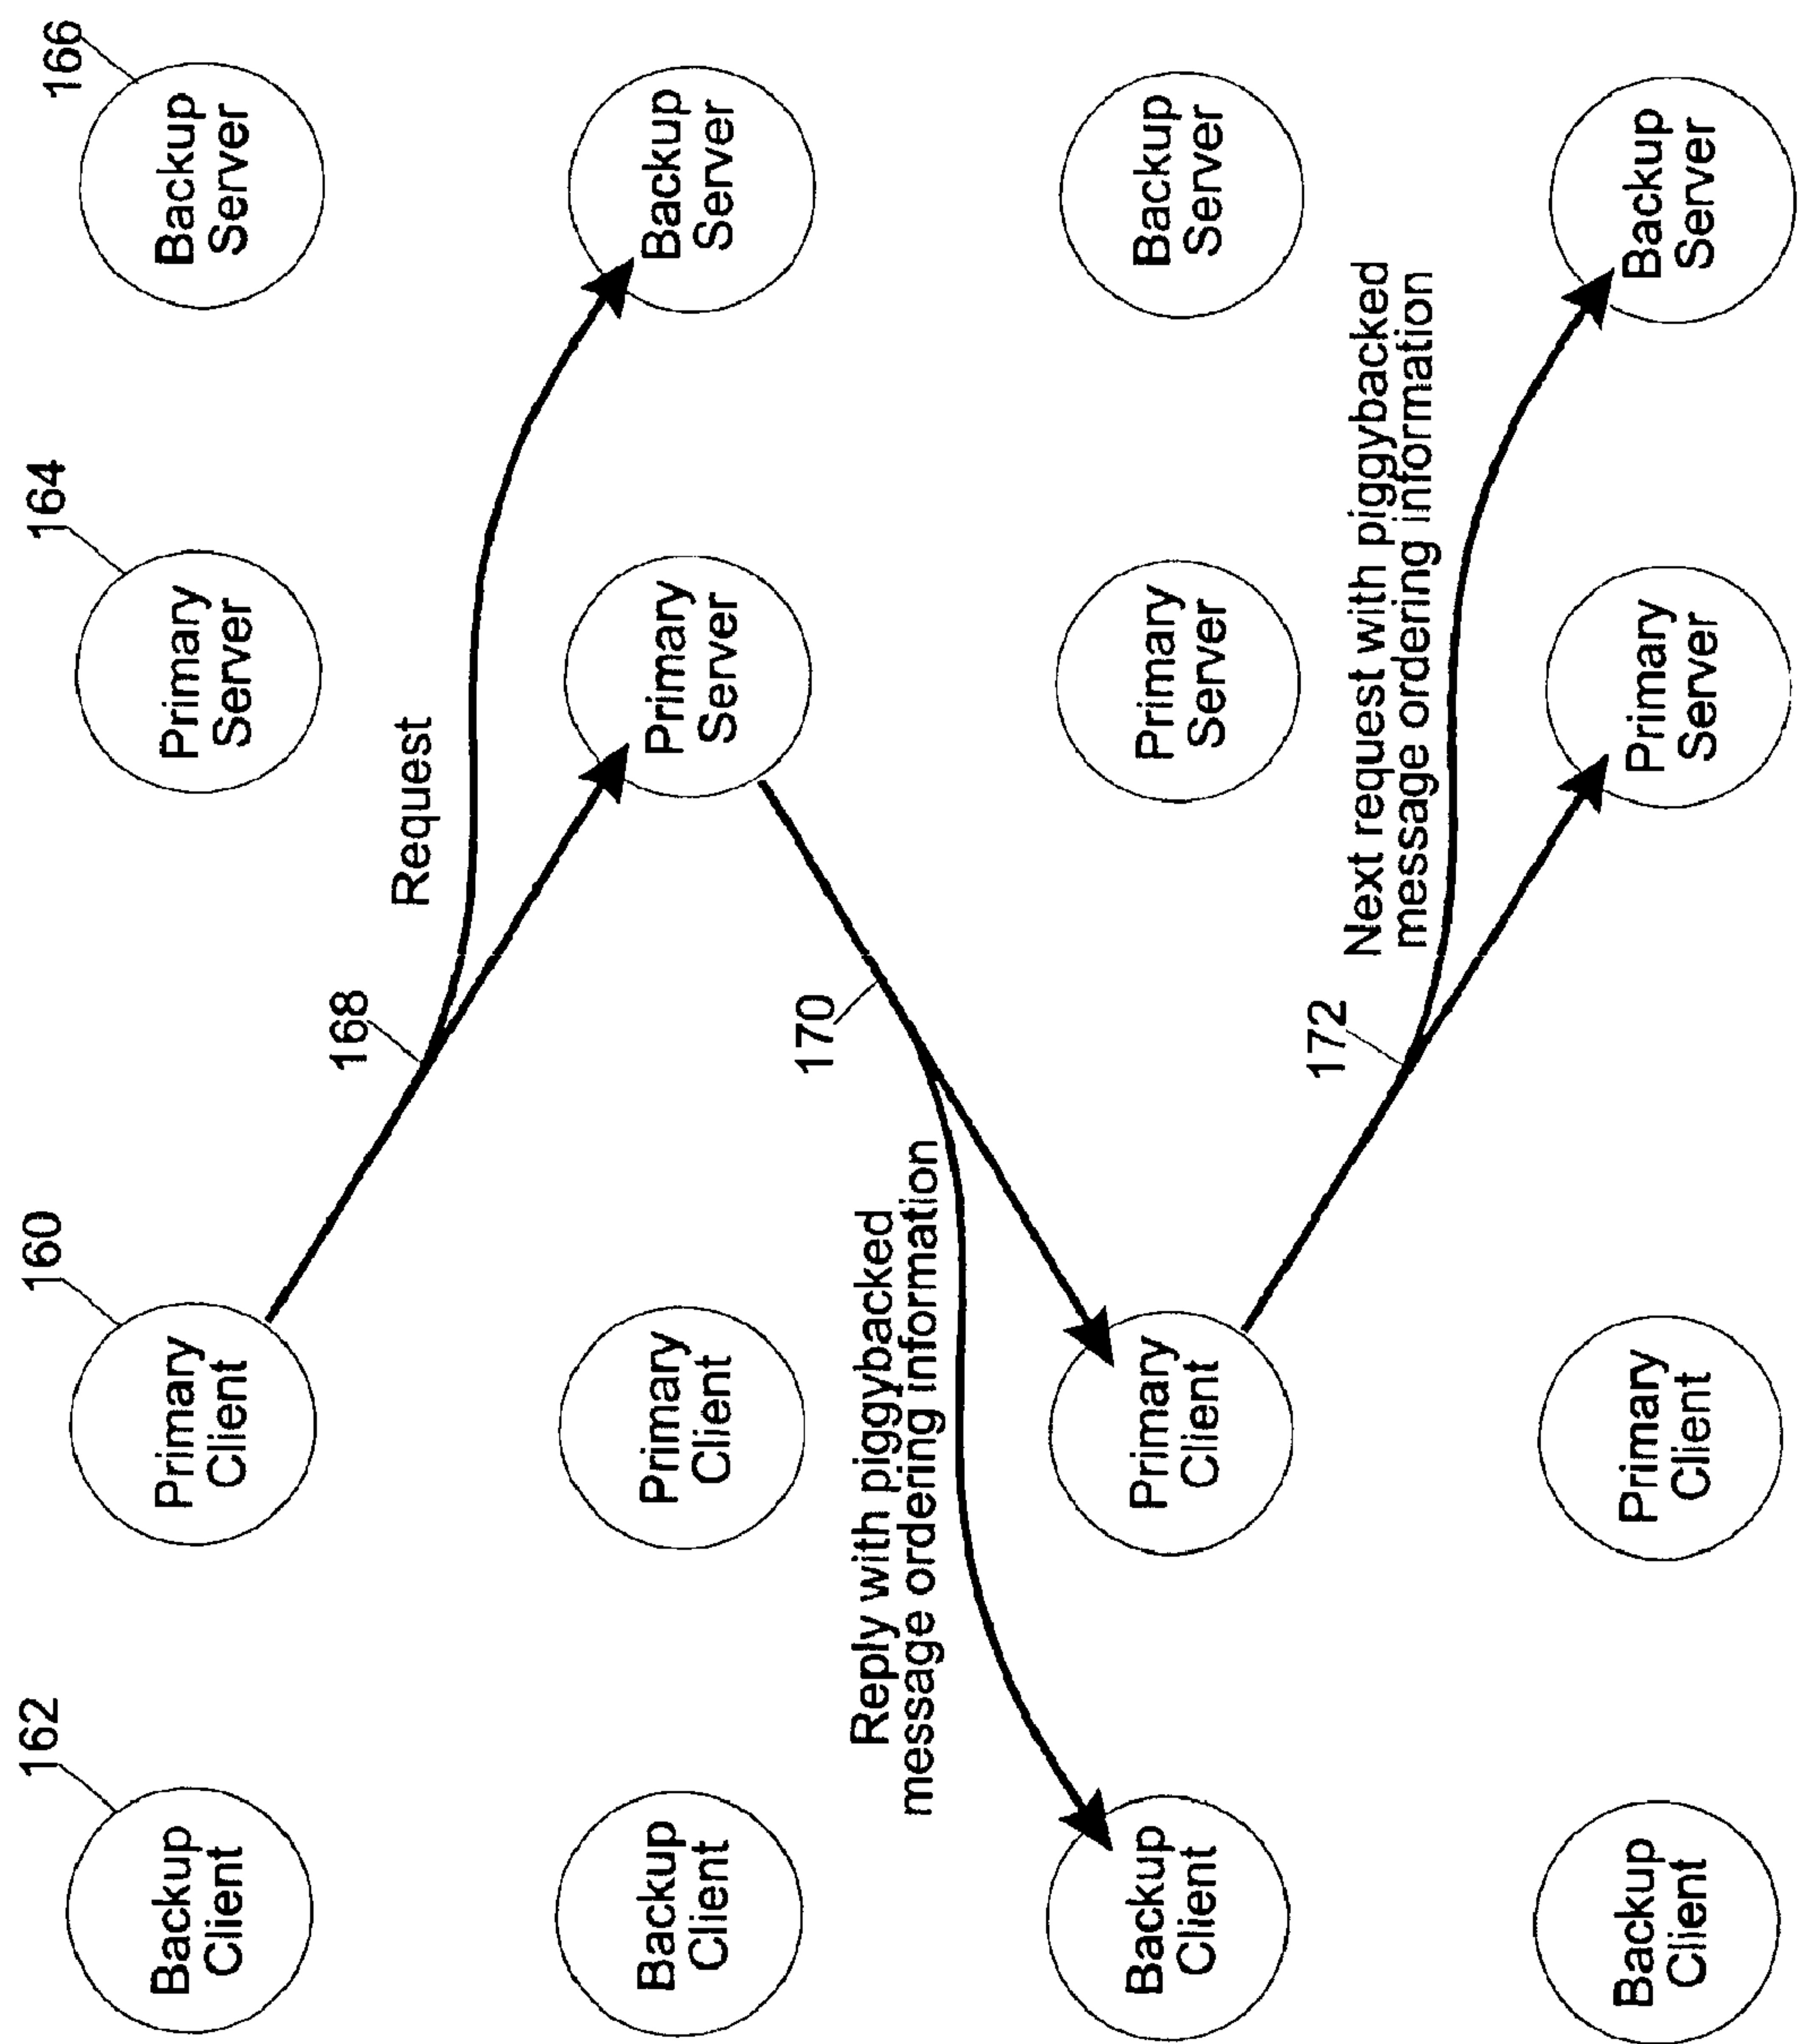 162
160
164
166
Backup
Client
Primary
Client
Primary
Server
Backup
Server
168
Request
Backup
Client
Primary
Client
Primary
Server
Backup
Server
170
Reply with piggybacked
message ordering information
Backup
Client
Primary
Client
Primary
Server
Backup
Server
172
Next request with piggybacked
message ordering information
Backup
Client
Primary
Client
Primary
Server
Backup
Server